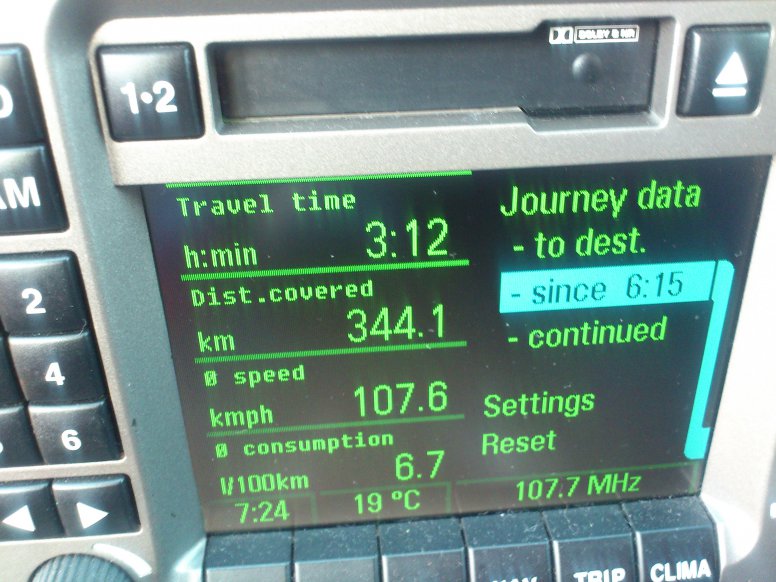 DOLBY B NR
1•2
AM
2
4
6
Travel time
h:min 3:12
Dist.covered
km 344.1
Ø speed
kmph 107.6
Ø consumption
l/100km 6.7
7:24 19 ºC 107.7 MHz
Journey data
- to dest.
- since 6:15
- continued
Settings
Reset
TRIP
CLIMA